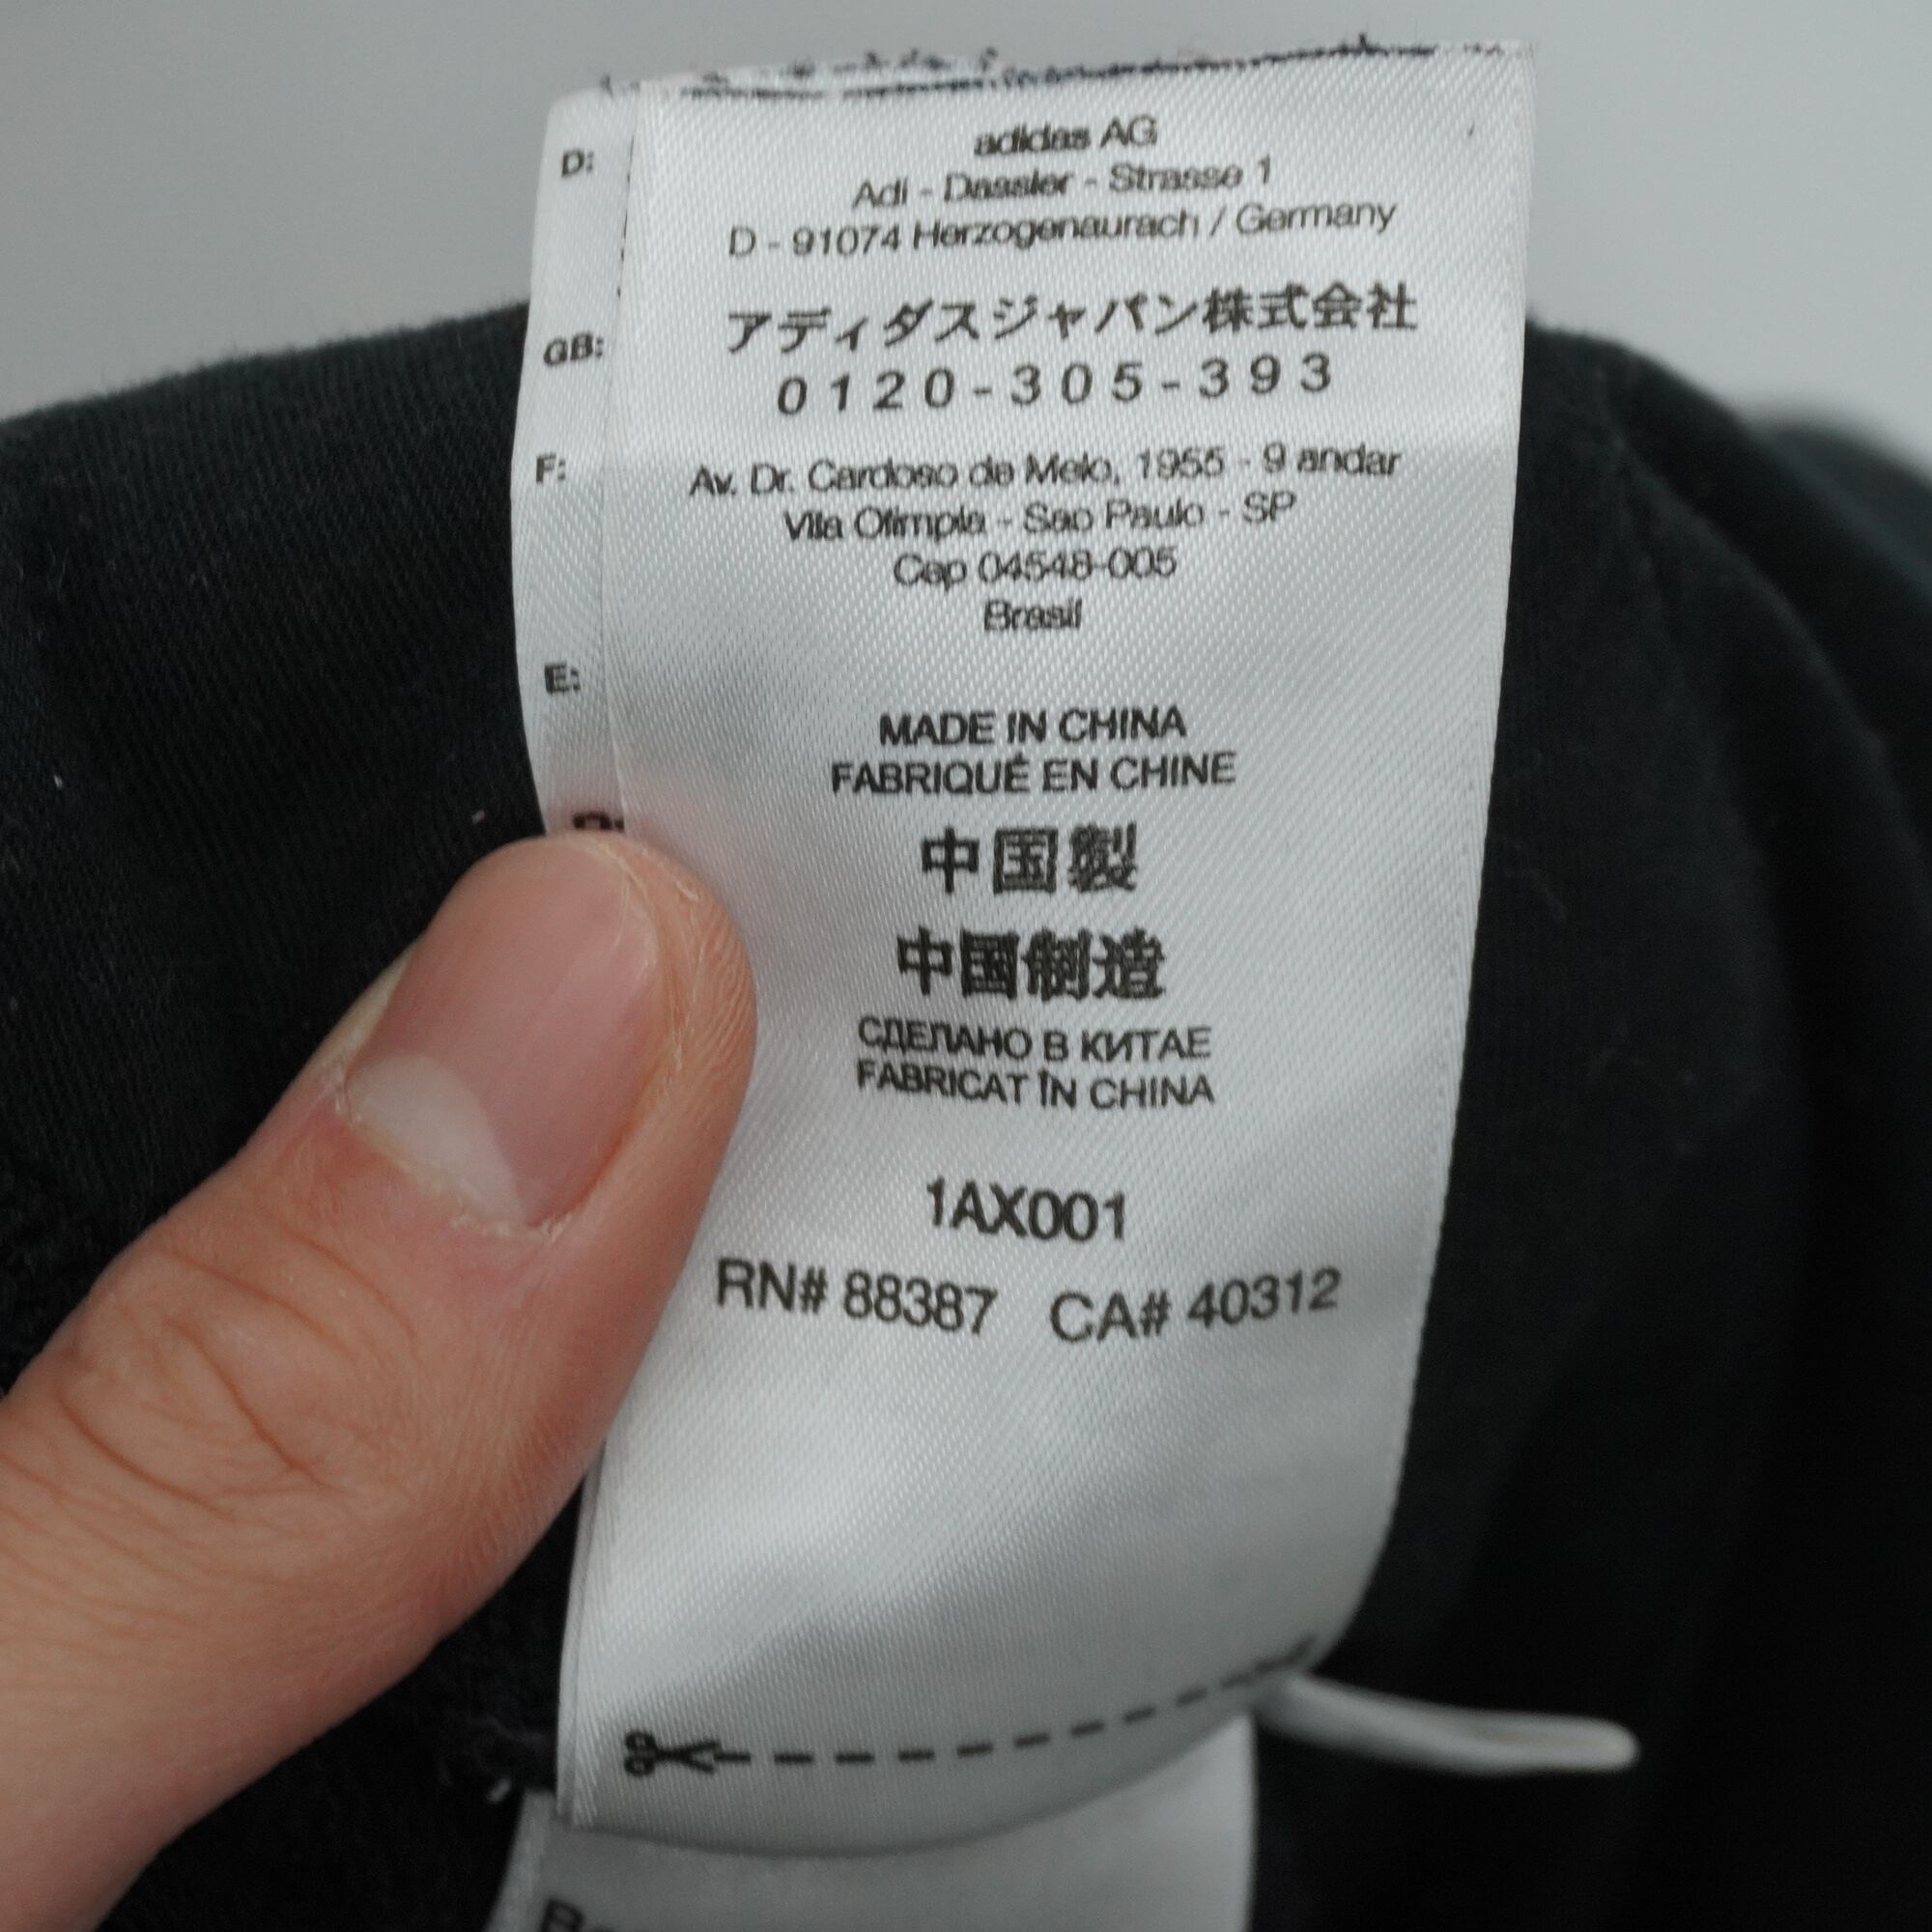 adidas AG
Adi - Dassler - Strasse 1
D - 91074 Herzogenaurach / Germany
アディダスジャパン株式会社
0120-305-393
Av. Dr. Cardoso de Melo, 1955 - 9 andar
Vila Olimpia - Sao Paulo - SP
Cep 04548-005
Brasil
MADE IN CHINA
FABRIQUÉ EN CHINE
中国製
中国制造
СДЕЛАНО В КИТАЕ
FABRICAT ÎN CHINA
1AX001
RN# 88387 CA# 40312
D:
GB:
F:
E: